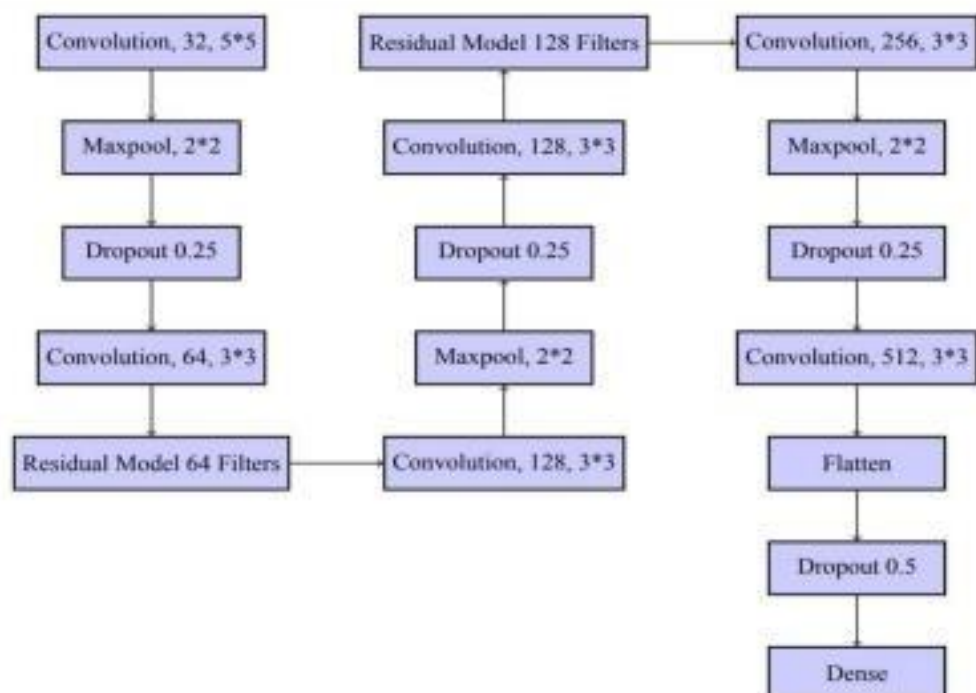 Convolution, 32, 5*5
Maxpool, 2*2
Dropout 0.25
Convolution, 64, 3*3
Residual Model 64 Filters
Convolution, 128, 3*3
Maxpool, 2*2
Dropout 0.25
Convolution, 128, 3*3
Residual Model 128 Filters
Convolution, 256, 3*3
Maxpool, 2*2
Dropout 0.25
Convolution, 512, 3*3
Flatten
Dropout 0.5
Dense